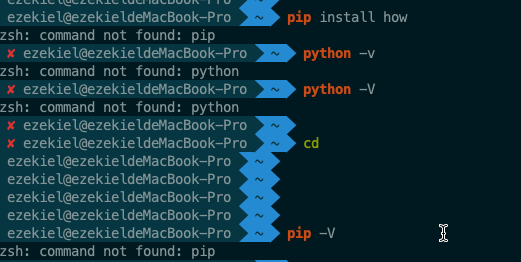 ezekiel@ezekieldeMacBook-Pro ~ pip install how
zsh: command not found: pip
✘ ezekiel@ezekieldeMacBook-Pro ~ python -v
zsh: command not found: python
✘ ezekiel@ezekieldeMacBook-Pro ~ python -V
zsh: command not found: python
✘ ezekiel@ezekieldeMacBook-Pro ~
✘ ezekiel@ezekieldeMacBook-Pro ~ cd
ezekiel@ezekieldeMacBook-Pro ~
ezekiel@ezekieldeMacBook-Pro ~
ezekiel@ezekieldeMacBook-Pro ~
ezekiel@ezekieldeMacBook-Pro ~
ezekiel@ezekieldeMacBook-Pro ~ pip -V
zsh: command not found: pip